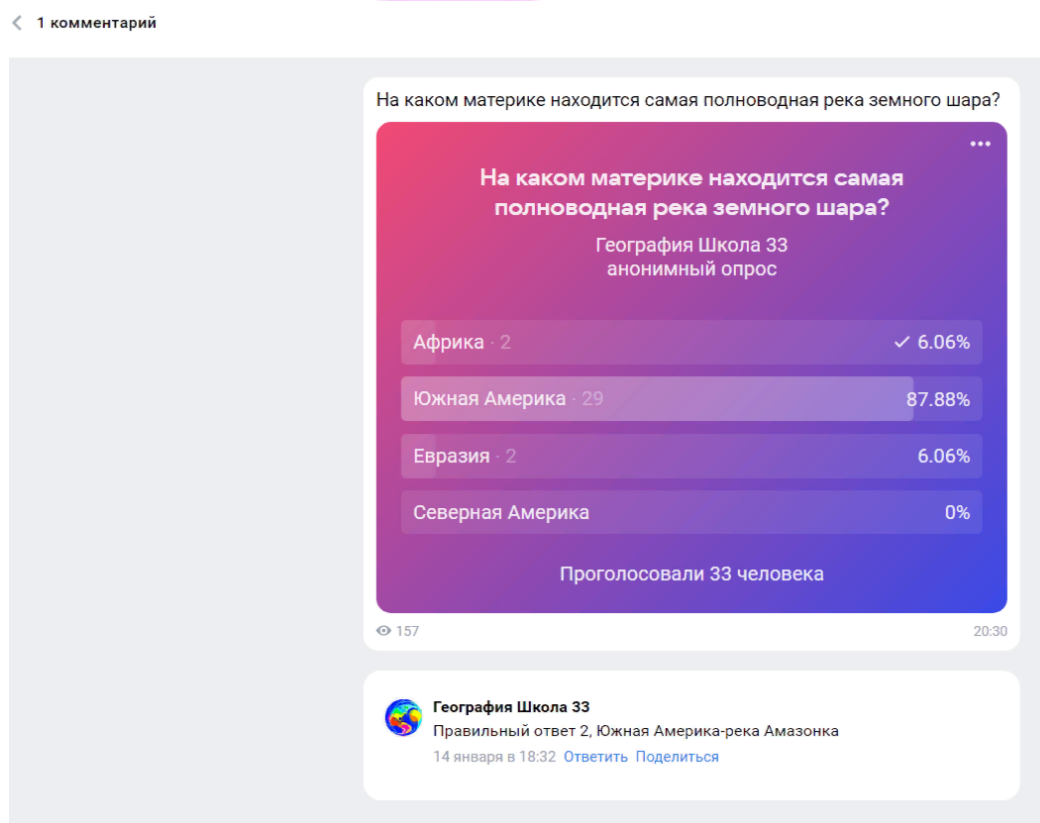 1 комментарий
На каком материке находится самая полноводная река земного шара?
На каком материке находится самая
полноводная река земного шара?
География Школа 33
анонимный опрос
Африка · 2 6.06%
Южная Америка · 29 87.88%
Евразия · 2 6.06%
Северная Америка 0%
Проголосовали 33 человека
157 20:30
География Школа 33
Правильный ответ 2, Южная Америка-река Амазонка
14 января в 18:32 Ответить Поделиться